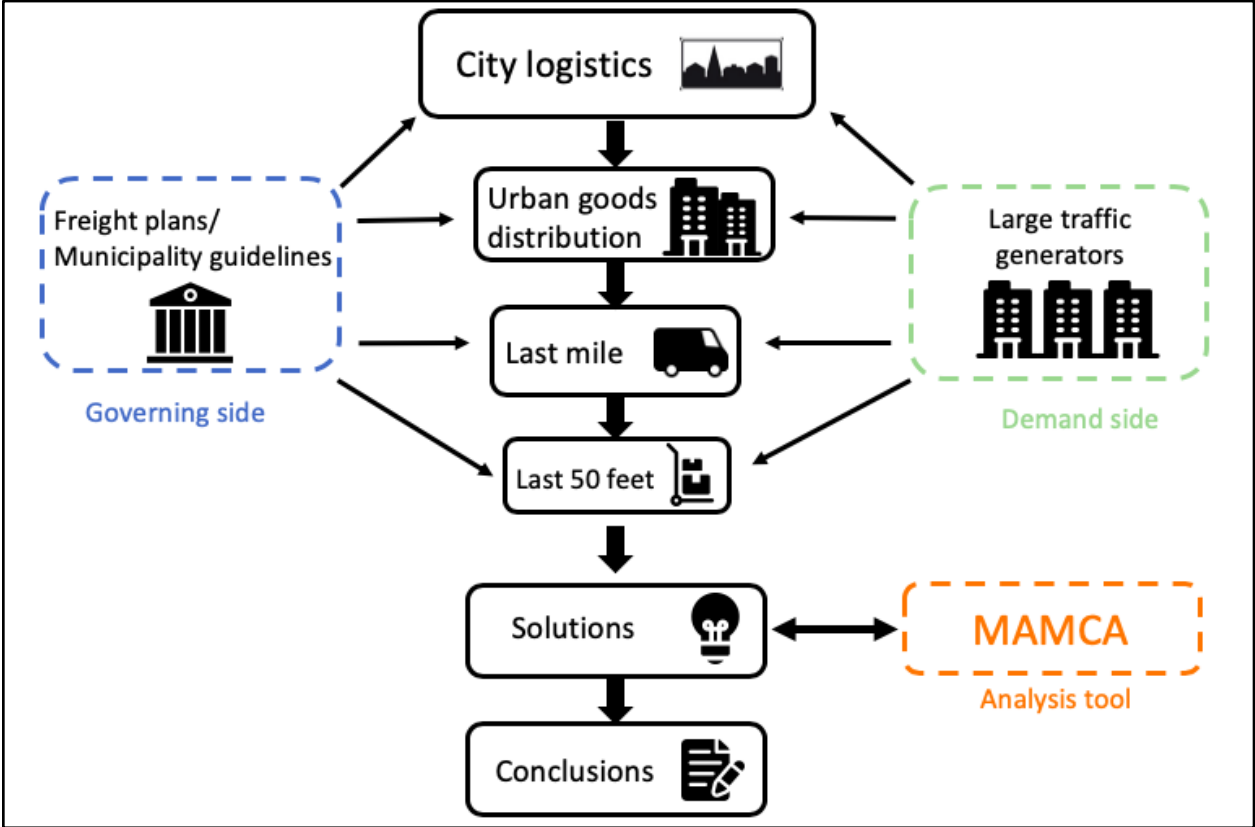 City logistics
Urban goods
distribution
Freight plans/
Municipality guidelines
Large traffic
generators
Last mile
Governing side
Demand side
Last 50 feet
Solutions
MAMCA
Analysis tool
Conclusions